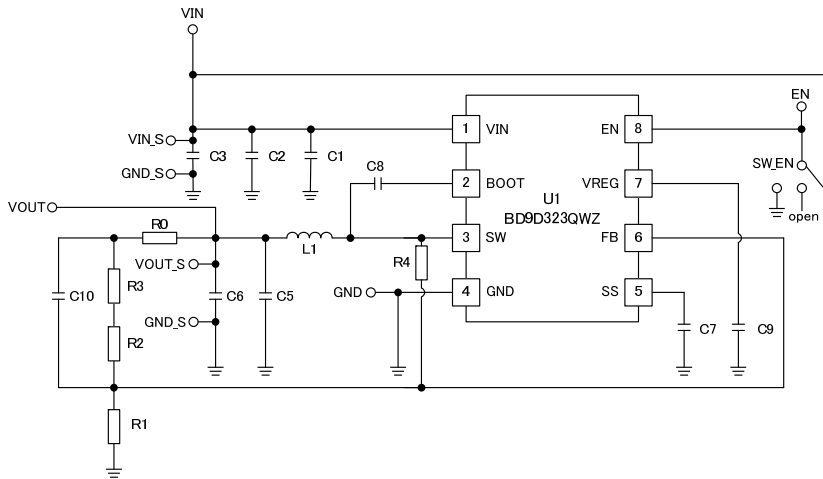 VIN
EN
VIN_S
C3
C2
C1
GND_S
1
VIN
EN
8
SW_EN
open
C8
2
BOOT
VREG
7
U1
BD9D323QWZ
VOUT
R0
L1
3
SW
FB
6
VOUT_S
R4
C10
R3
C6
C5
GND
4
GND
SS
5
GND_S
R2
C7
C9
R1